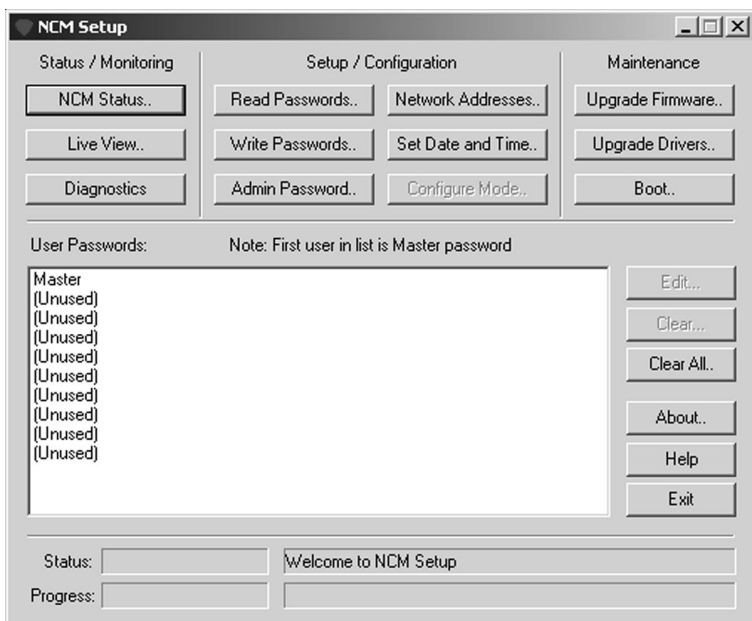 NCM Setup
Status / Monitoring
Setup / Configuration
Maintenance
NCM Status..
Read Passwords..
Network Addresses..
Upgrade Firmware..
Live View..
Write Passwords..
Set Date and Time..
Upgrade Drivers..
Diagnostics
Admin Password..
Configure Mode..
Boot..
User Passwords:
Note: First user in list is Master password
Master
(Unused)
(Unused)
(Unused)
(Unused)
(Unused)
(Unused)
(Unused)
(Unused)
(Unused)
Edit...
Clear...
Clear All..
About..
Help
Exit
Status:
Welcome to NCM Setup
Progress: